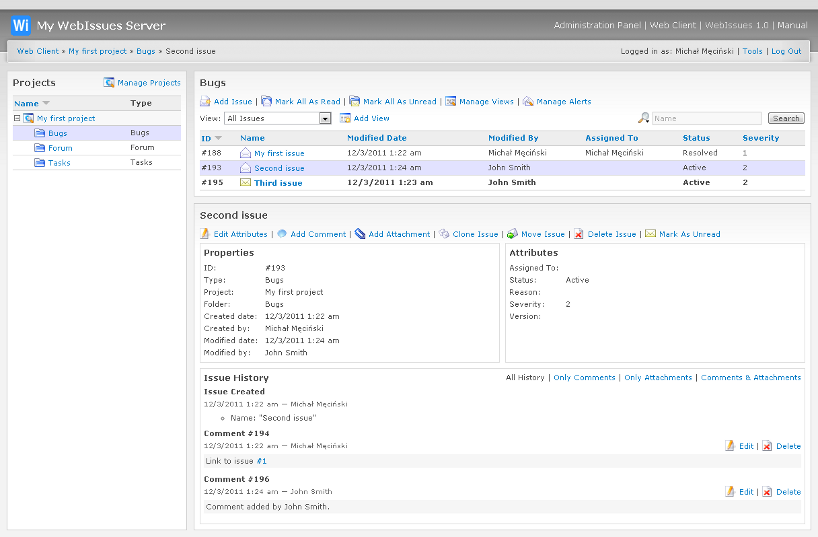 Wi My WebIssues Server
Administration Panel | Web Client | WebIssues 1.0 | Manual
Web Client » My first project » Bugs » Second issue
Logged in as: Michał Męciński | Tools | Log Out
Projects
Manage Projects
Name Type
My first project
Bugs Bugs
Forum Forum
Tasks Tasks
Bugs
Add Issue | Mark All As Read | Mark All As Unread | Manage Views | Manage Alerts
View: All Issues Add View Name Search
ID Name Modified Date Modified By Assigned To Status Severity
#188 My first issue 12/3/2011 1:22 am Michał Męciński Michał Męciński Resolved 1
#193 Second issue 12/3/2011 1:24 am John Smith Active 2
#195 Third issue 12/3/2011 1:23 am John Smith Active 2
Second issue
Edit Attributes | Add Comment | Add Attachment | Clone Issue | Move Issue | Delete Issue | Mark As Unread
Properties
ID: #193
Type: Bugs
Project: My first project
Folder: Bugs
Created date: 12/3/2011 1:22 am
Created by: Michał Męciński
Modified date: 12/3/2011 1:24 am
Modified by: John Smith
Attributes
Assigned To:
Status: Active
Reason:
Severity: 2
Version:
Issue History
All History | Only Comments | Only Attachments | Comments & Attachments
Issue Created
12/3/2011 1:22 am — Michał Męciński
Name: "Second issue"
Comment #194
12/3/2011 1:22 am — Michał Męciński
Edit | Delete
Link to issue #1
Comment #196
12/3/2011 1:24 am — John Smith
Edit | Delete
Comment added by John Smith.